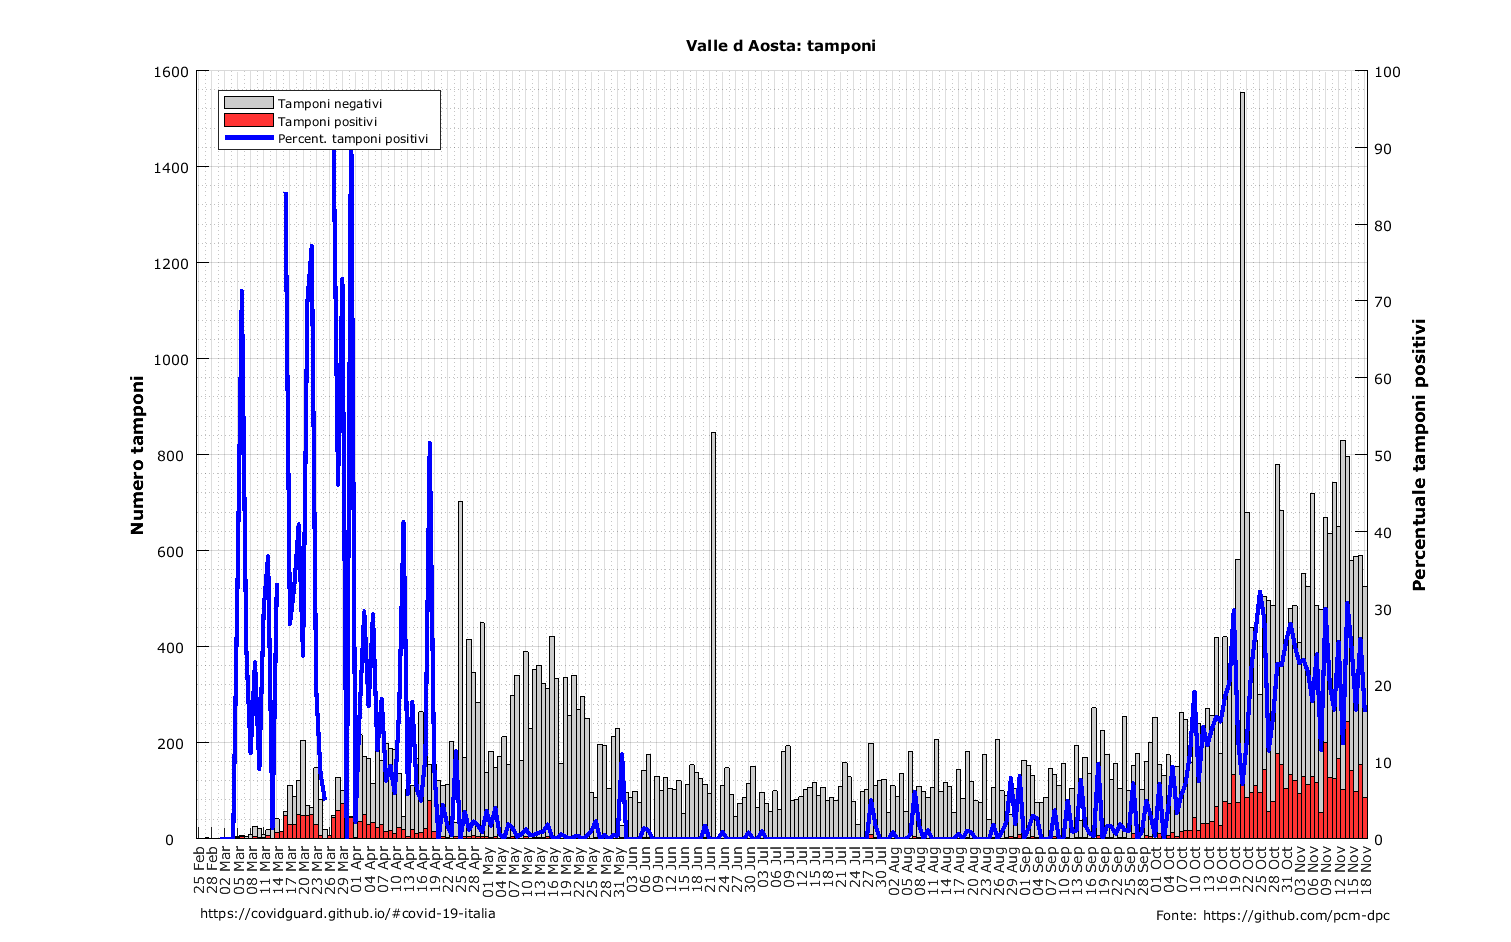 Valle d Aosta: tamponi
1600
1400
1200
1000
800
600
400
200
0
100
90
80
70
60
50
40
30
20
10
0
Tamponi negativi
Tamponi positivi
Percent. tamponi positivi
Numero tamponi
Percentuale tamponi positivi
25 Feb
28 Feb
02 Mar
05 Mar
08 Mar
11 Mar
14 Mar
17 Mar
20 Mar
23 Mar
26 Mar
29 Mar
01 Apr
04 Apr
07 Apr
10 Apr
13 Apr
16 Apr
19 Apr
22 Apr
25 Apr
28 Apr
01 May
04 May
07 May
10 May
13 May
16 May
19 May
22 May
25 May
28 May
31 May
03 Jun
06 Jun
09 Jun
12 Jun
15 Jun
18 Jun
21 Jun
24 Jun
27 Jun
30 Jun
03 Jul
06 Jul
09 Jul
12 Jul
15 Jul
18 Jul
21 Jul
24 Jul
27 Jul
30 Jul
02 Aug
05 Aug
08 Aug
11 Aug
14 Aug
17 Aug
20 Aug
23 Aug
26 Aug
29 Aug
01 Sep
04 Sep
07 Sep
10 Sep
13 Sep
16 Sep
19 Sep
22 Sep
25 Sep
28 Sep
01 Oct
04 Oct
07 Oct
10 Oct
13 Oct
16 Oct
19 Oct
22 Oct
25 Oct
28 Oct
31 Oct
03 Nov
06 Nov
09 Nov
12 Nov
15 Nov
18 Nov
https://covidguard.github.io/#covid-19-italia
Fonte: https://github.com/pcm-dpc